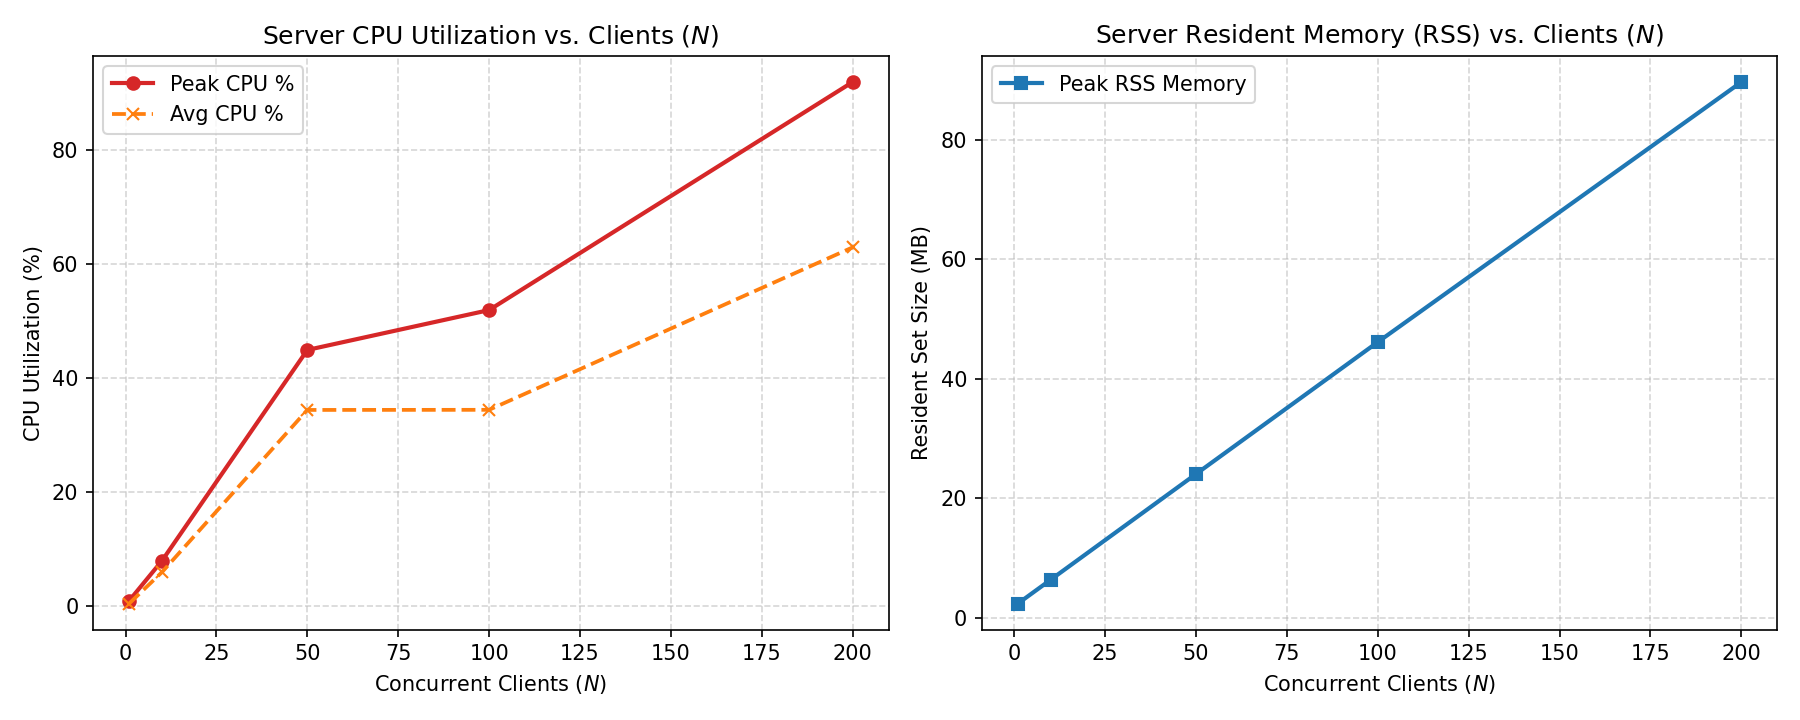 Server CPU Utilization vs. Clients (N)
Peak CPU %
Avg CPU %
CPU Utilization (%)
80
60
40
20
0
0 25 50 75 100 125 150 175 200
Concurrent Clients (N)
Server Resident Memory (RSS) vs. Clients (N)
Peak RSS Memory
Resident Set Size (MB)
80
60
40
20
0
0 25 50 75 100 125 150 175 200
Concurrent Clients (N)